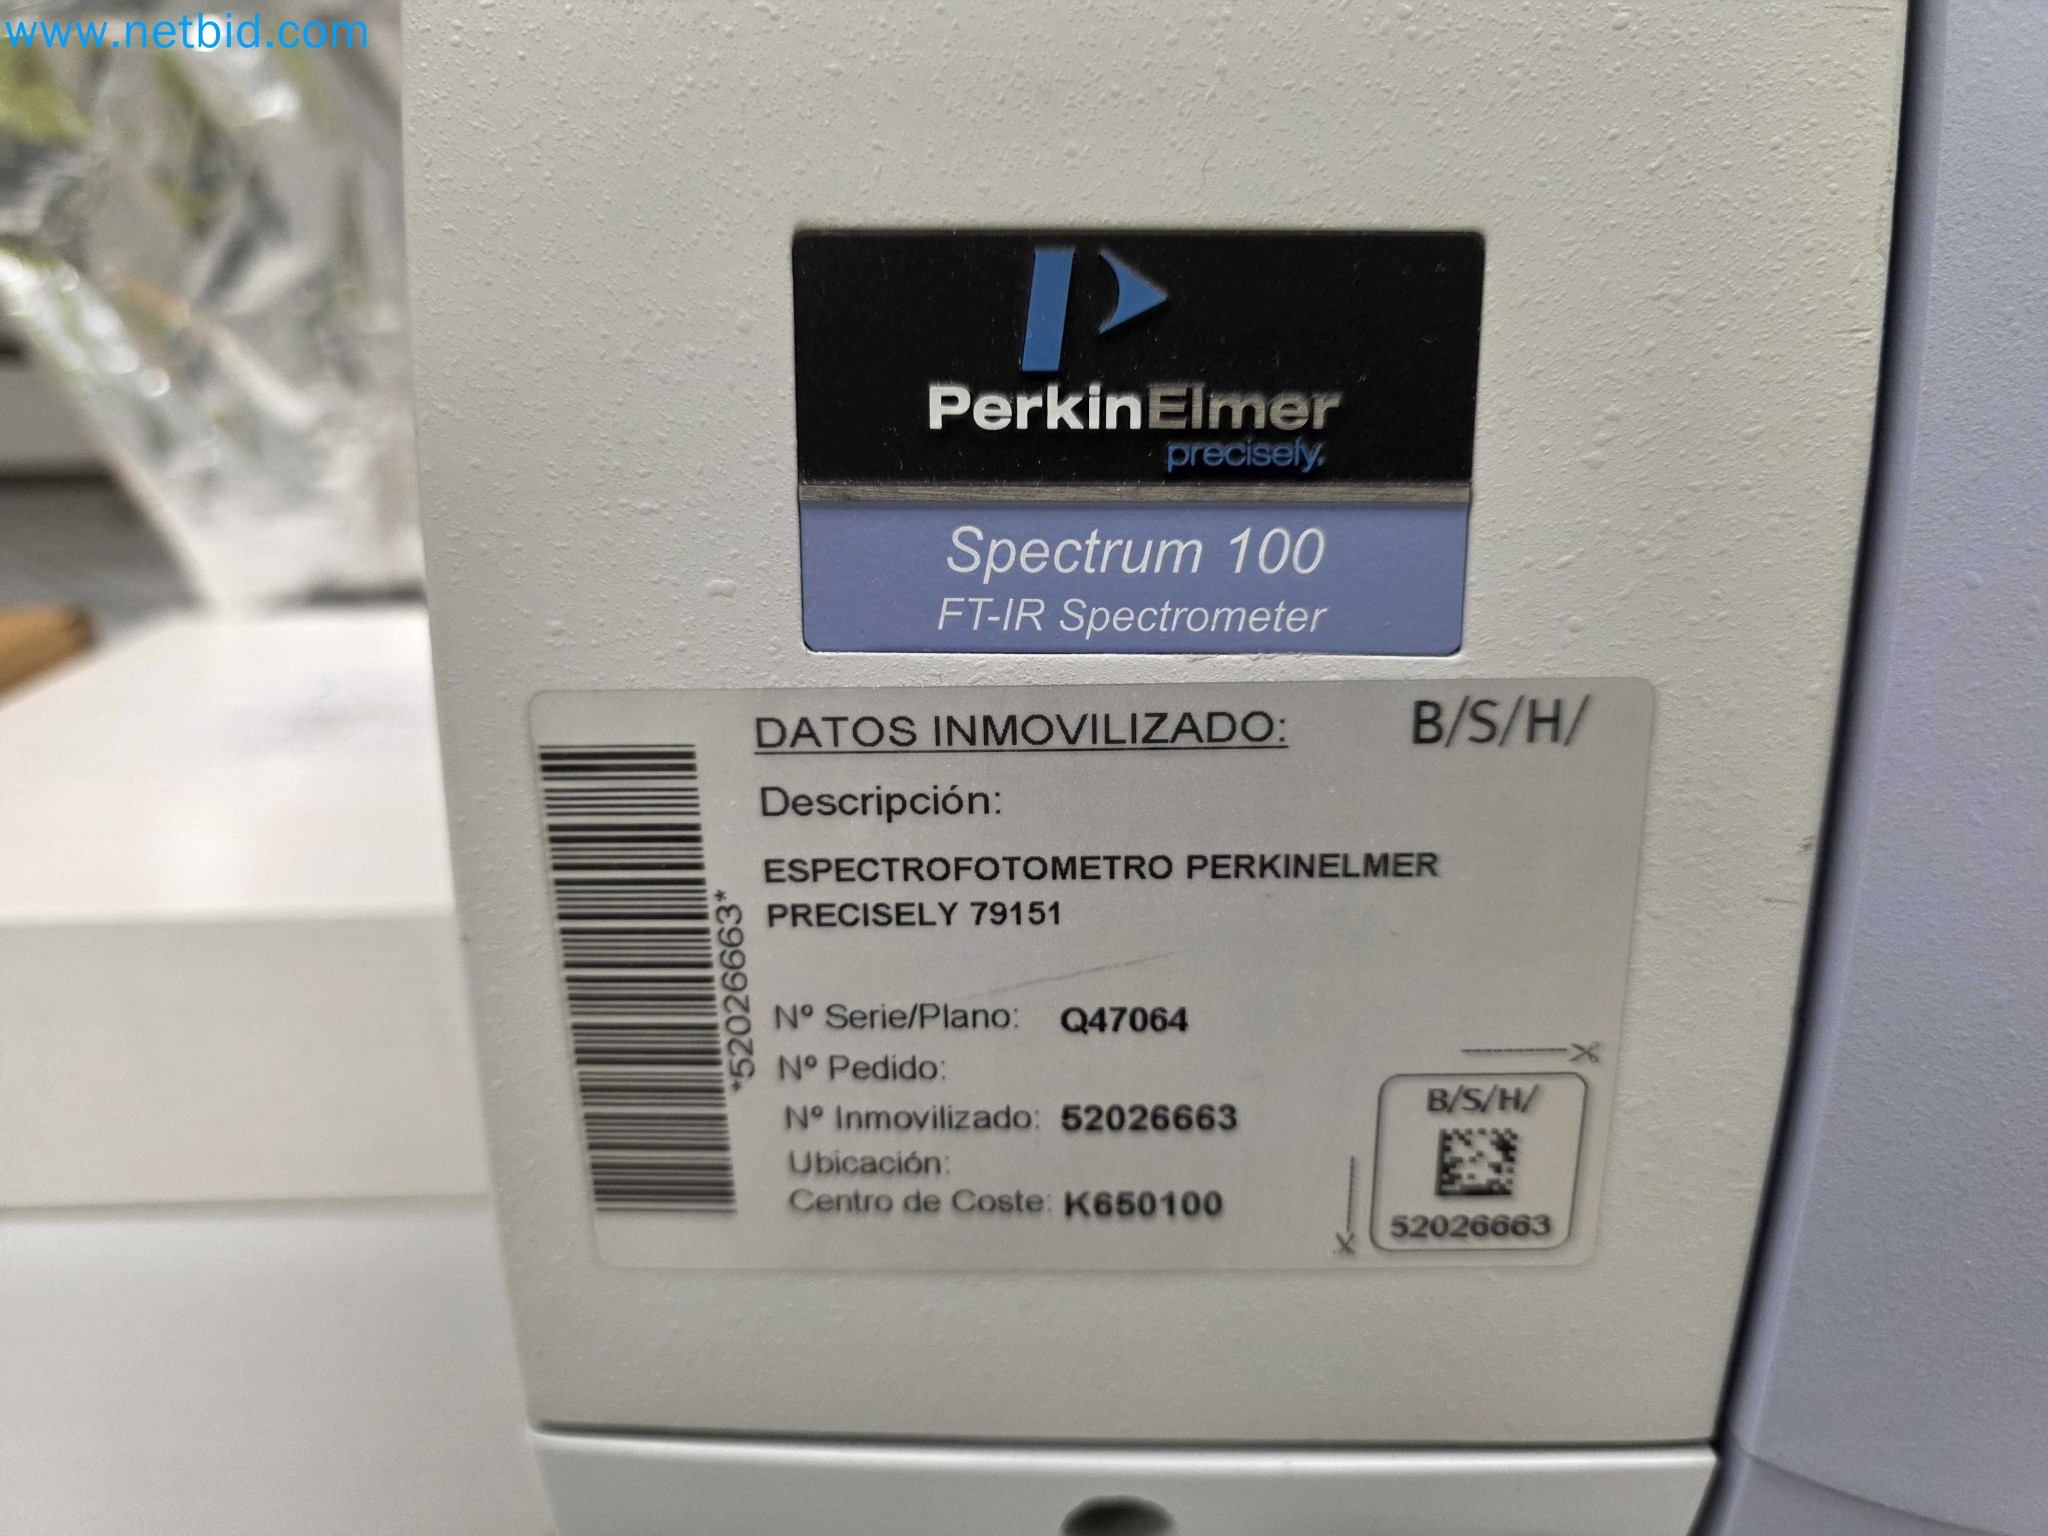 www.netbid.com
PerkinElmer
precisely.
Spectrum 100
FT-IR Spectrometer
DATOS INMOVILIZADO:
B/S/H/
Descripción:
ESPECTROFOTOMETRO PERKINELMER
PRECISELY 79151
*52026663*
Nº Serie/Plano: Q47064
Nº Pedido:
Nº Inmovilizado: 52026663
Ubicación:
Centro de Coste: K650100
B/S/H/
52026663